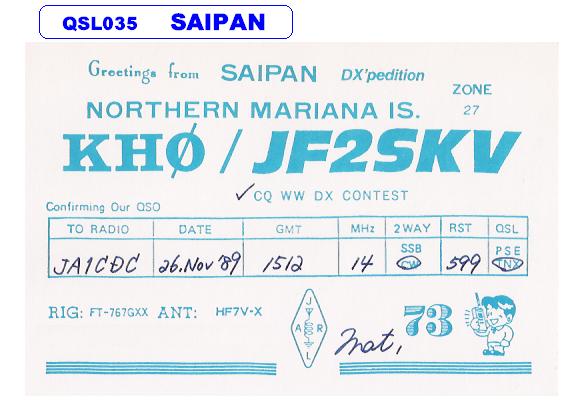 QSL035 SAIPAN
Greetings from SAIPAN DX'pedition
ZONE
NORTHERN MARIANA IS. 27
KHØ / JF2SKV
✓ CQ WW DX CONTEST
Confirming Our QSO
TO RADIO DATE GMT MHz 2WAY RST QSL
JA1CDC 26.Nov '89 1512 14 SSB CW 599 PSE TNX
RIG: FT-767GXX ANT: HF7V-X
J A R L
73